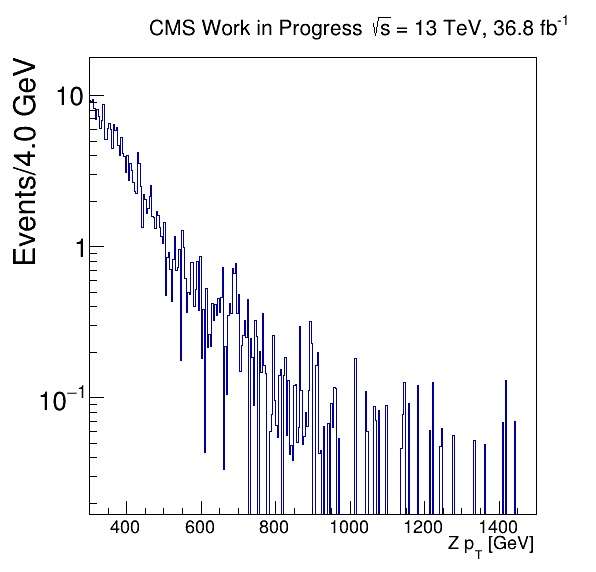 CMS Work in Progress √s = 13 TeV, 36.8 fb⁻¹
Events/4.0 GeV
10
1
10⁻¹
400 600 800 1000 1200 1400
Z p_T [GeV]